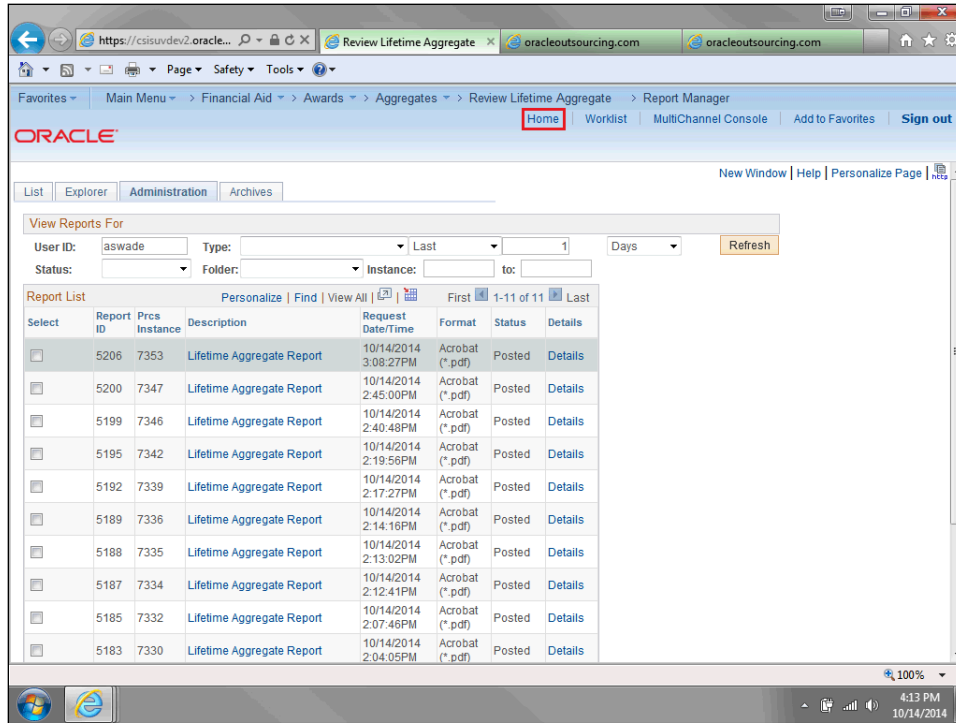 https://csisuvdev2.oracle...
Review Lifetime Aggregate
oracleoutsourcing.com
oracleoutsourcing.com
Page Safety Tools
Favorites Main Menu > Financial Aid > Awards > Aggregates > Review Lifetime Aggregate > Report Manager
Home | Worklist | MultiChannel Console | Add to Favorites | Sign out
ORACLE
New Window | Help | Personalize Page | http
List Explorer Administration Archives
View Reports For
User ID: aswade Type: Last 1 Days Refresh
Status: Folder: Instance: to:
Report List Personalize | Find | View All | First 1-11 of 11 Last
Select Report ID Prcs Instance Description Request Date/Time Format Status Details
5206 7353 Lifetime Aggregate Report 10/14/2014 3:08:27PM Acrobat (*.pdf) Posted Details
5200 7347 Lifetime Aggregate Report 10/14/2014 2:45:00PM Acrobat (*.pdf) Posted Details
5199 7346 Lifetime Aggregate Report 10/14/2014 2:40:48PM Acrobat (*.pdf) Posted Details
5195 7342 Lifetime Aggregate Report 10/14/2014 2:19:56PM Acrobat (*.pdf) Posted Details
5192 7339 Lifetime Aggregate Report 10/14/2014 2:17:27PM Acrobat (*.pdf) Posted Details
5189 7336 Lifetime Aggregate Report 10/14/2014 2:14:16PM Acrobat (*.pdf) Posted Details
5188 7335 Lifetime Aggregate Report 10/14/2014 2:13:02PM Acrobat (*.pdf) Posted Details
5187 7334 Lifetime Aggregate Report 10/14/2014 2:12:41PM Acrobat (*.pdf) Posted Details
5185 7332 Lifetime Aggregate Report 10/14/2014 2:07:46PM Acrobat (*.pdf) Posted Details
5183 7330 Lifetime Aggregate Report 10/14/2014 2:04:05PM Acrobat (*.pdf) Posted Details
100%
4:13 PM
10/14/2014